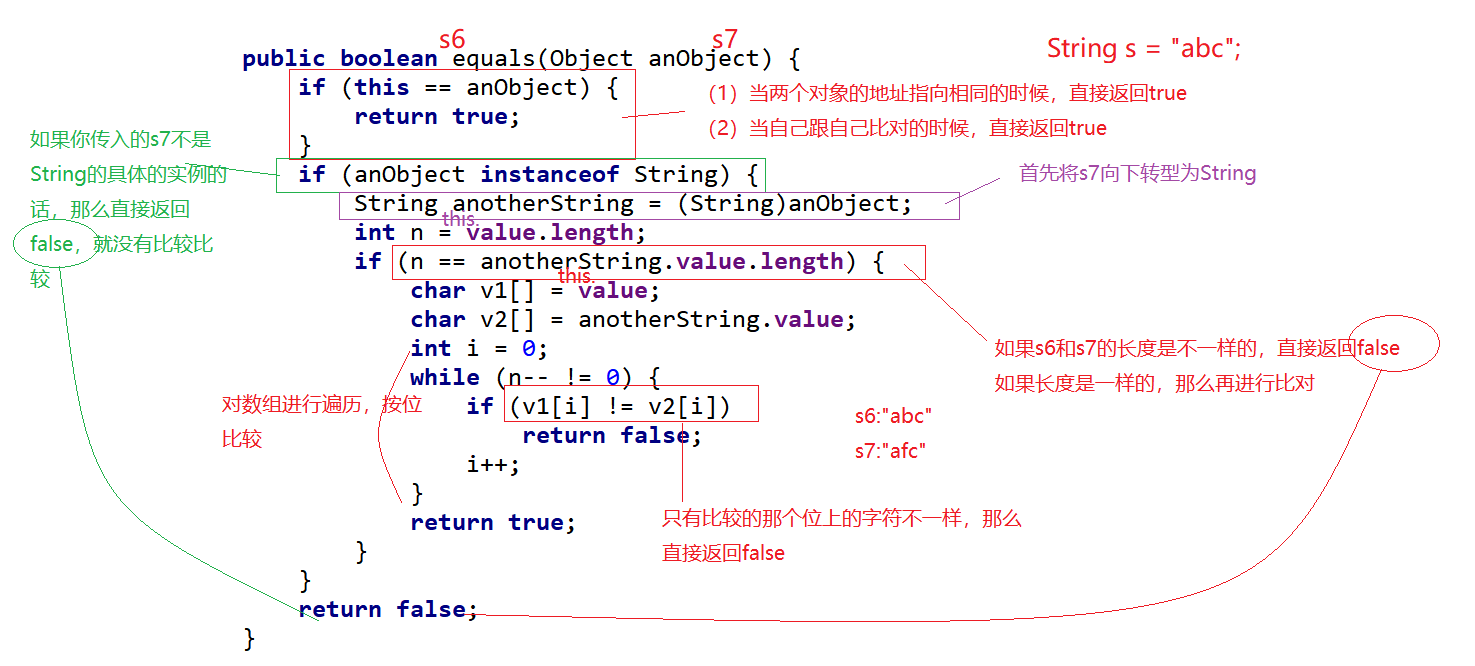 s6
s7
String s = "abc";
public boolean equals(Object anObject) {
if (this == anObject) {
return true;
}
（1）当两个对象的地址指向相同的时候，直接返回true
（2）当自己跟自己比对的时候，直接返回true
如果你传入的s7不是
String的具体的实例的
话，那么直接返回
false，就没有比较比
较
if (anObject instanceof String) {
String anotherString = (String)anObject;
首先将s7向下转型为String
this.
int n = value.length;
if (n == anotherString.value.length) {
this.
char v1[] = value;
char v2[] = anotherString.value;
int i = 0;
如果s6和s7的长度是不一样的，直接返回false
如果长度是一样的，那么再进行比对
while (n-- != 0) {
对数组进行遍历，按位
比较
if (v1[i] != v2[i])
s6:"abc"
s7:"afc"
return false;
i++;
}
return true;
只有比较的那个位上的字符不一样，那么
直接返回false
}
}
return false;
}